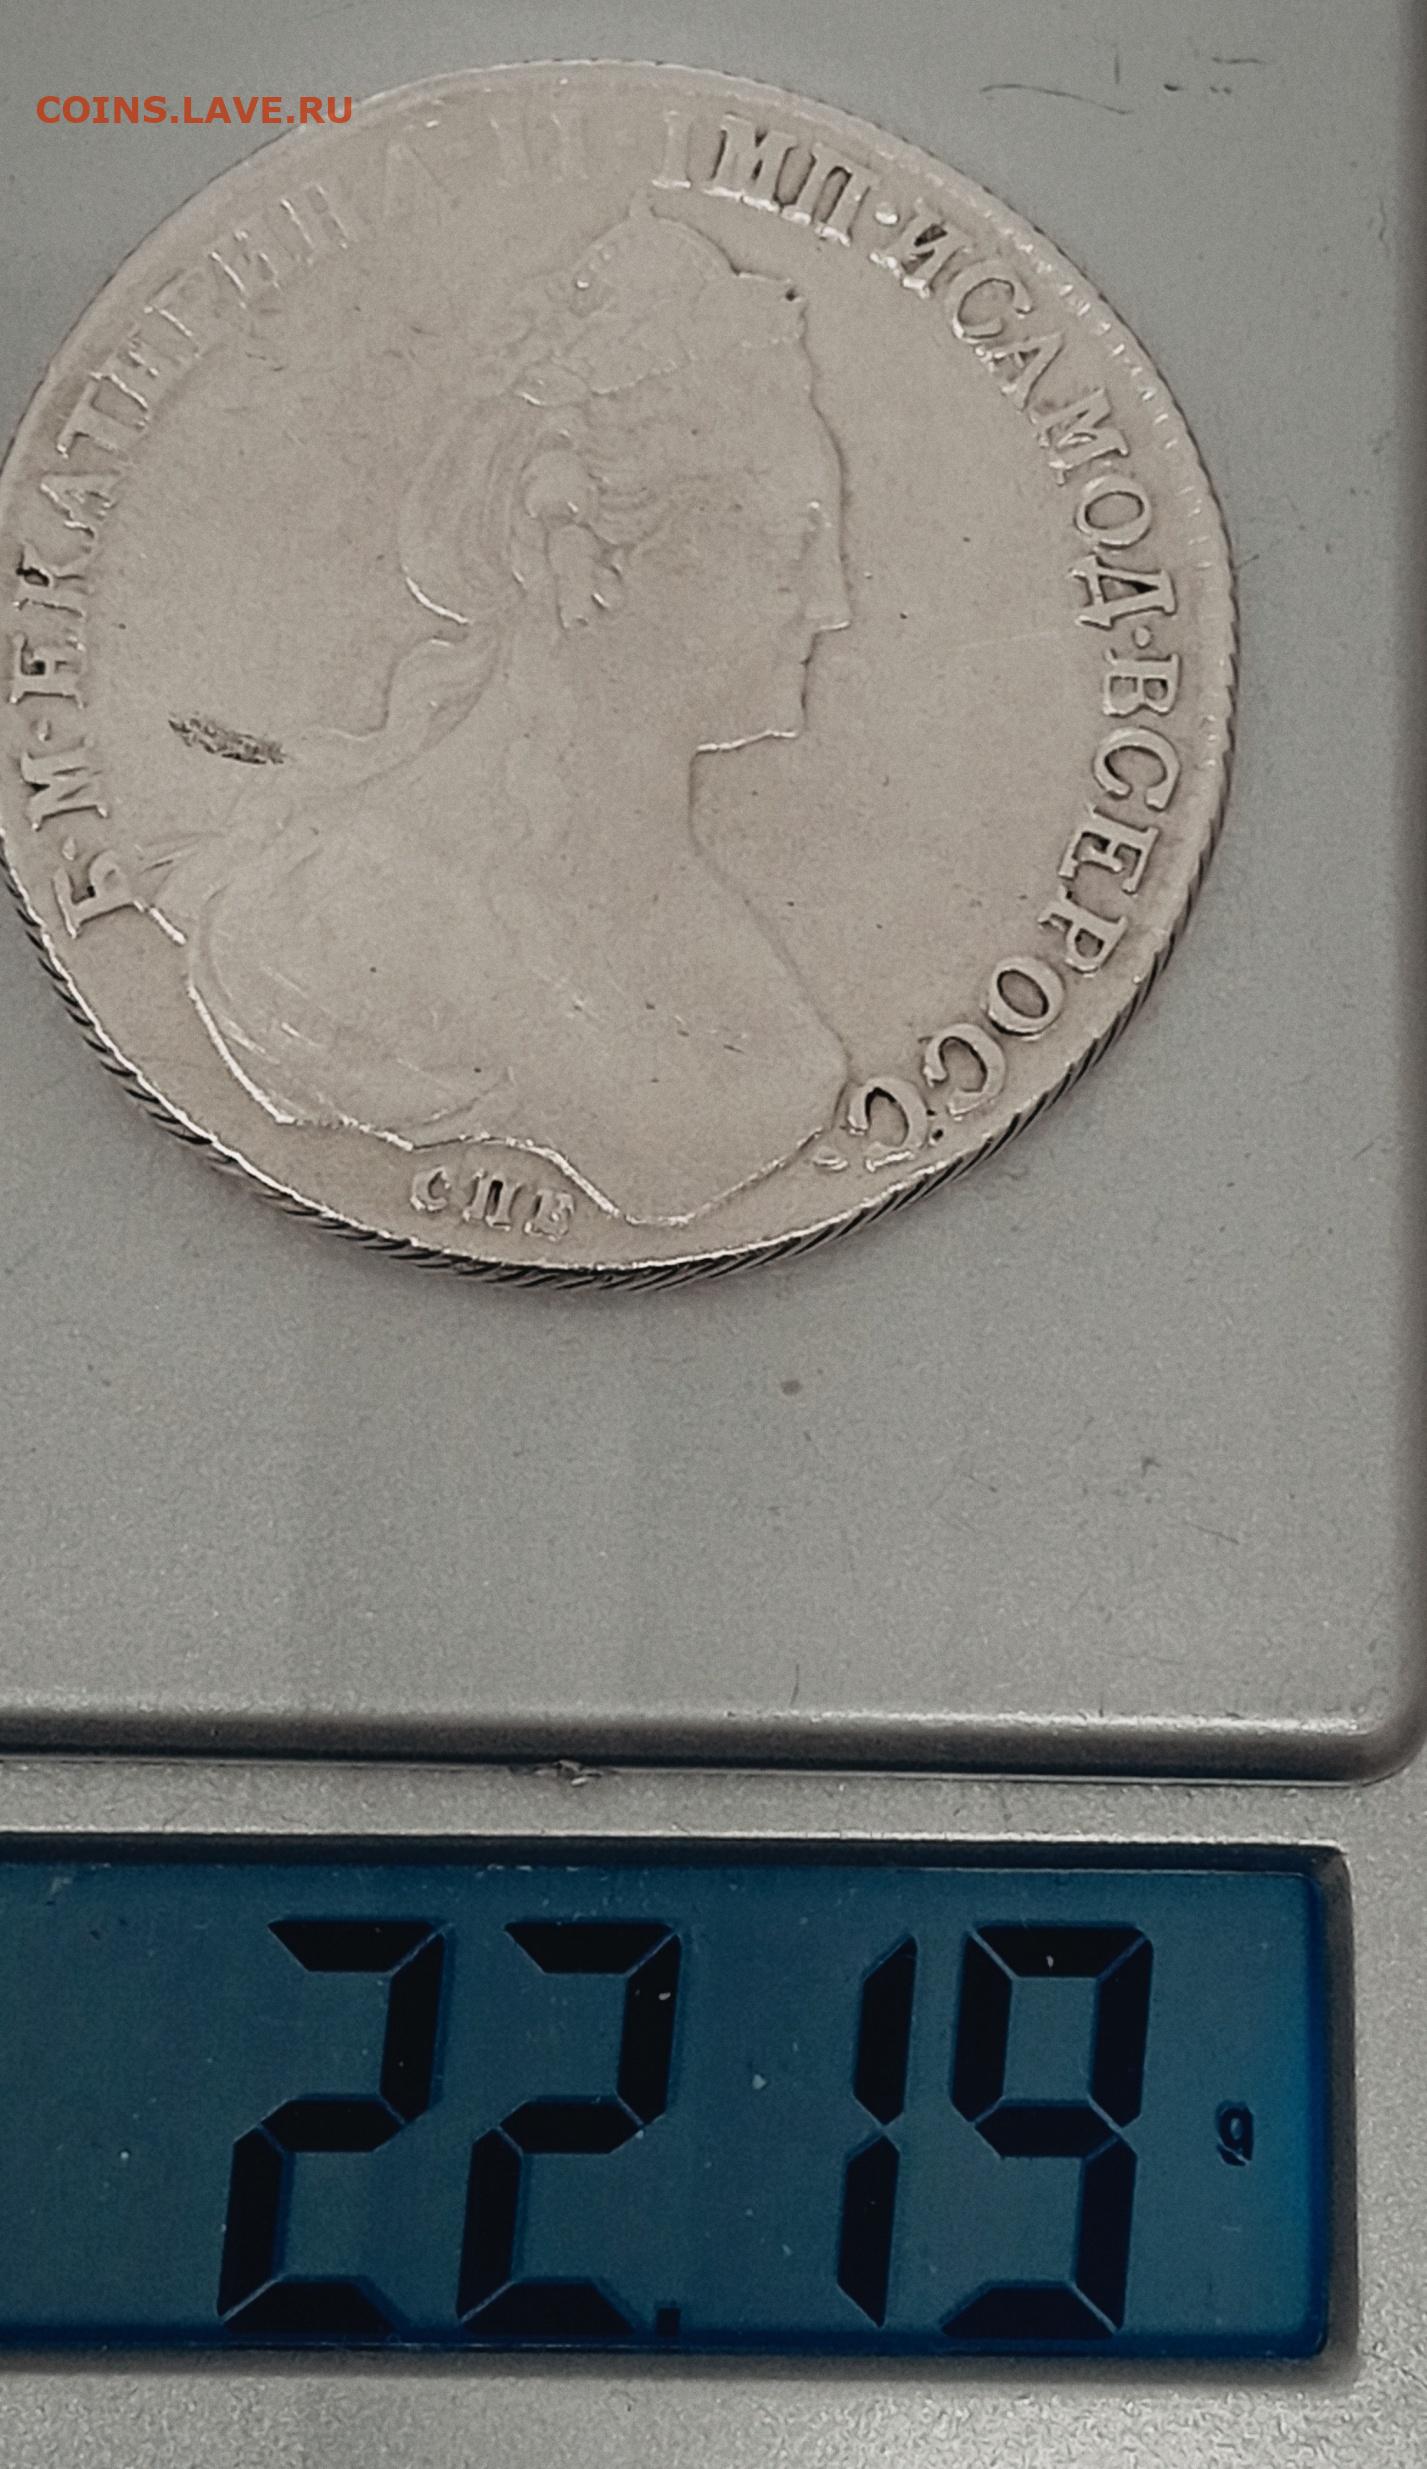 COINS.LAVE.RU
Б·М·ЕКАТЕРИНА·II·IМП·ИСАМОД·ВСЕРОСС·
СПБ
22.19 g